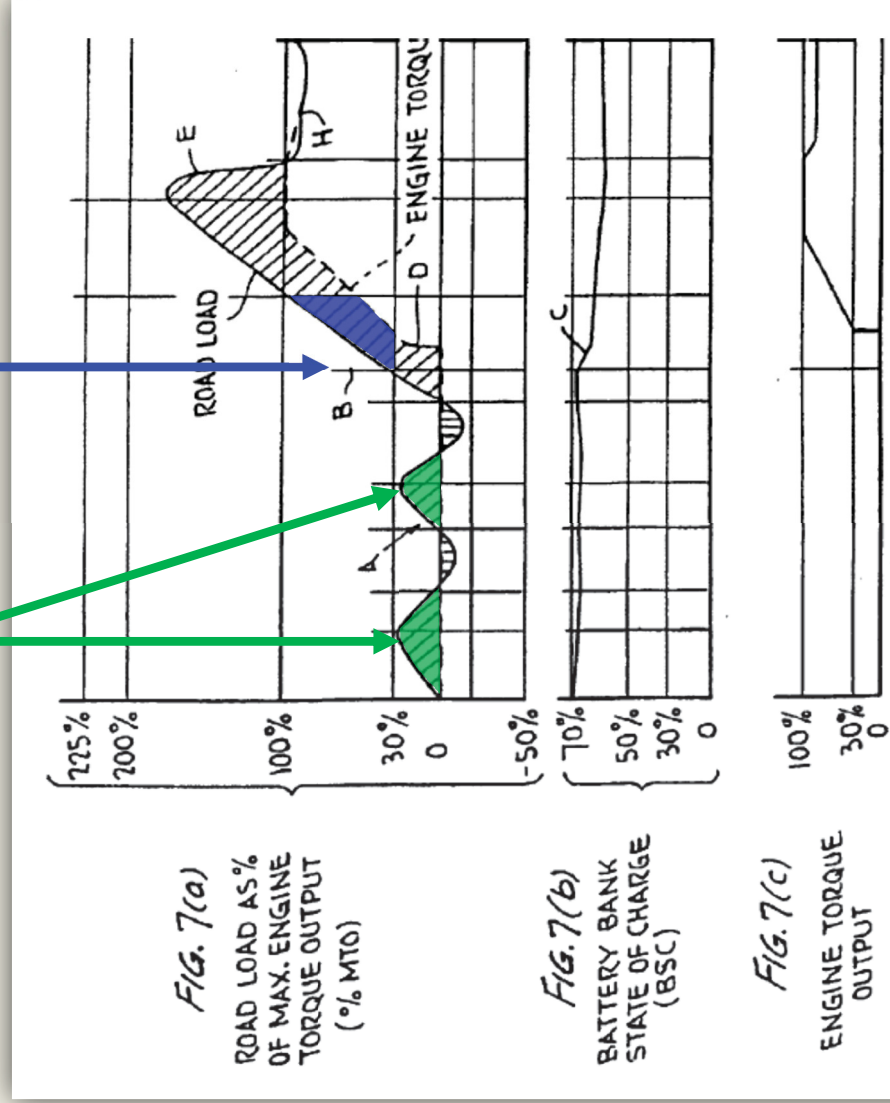 FIG. 7(a)
ROAD LOAD AS %
OF MAX. ENGINE
TORQUE OUTPUT
(% MTO)
225%
200%
100%
30%
0
-50%
A
B
ROAD LOAD
E
H
D
ENGINE TORQU
FIG. 7(b)
BATTERY BANK
STATE OF CHARGE
(BSC)
70%
50%
30%
0
C
FIG. 7(c)
ENGINE TORQUE
OUTPUT
100%
30%
0